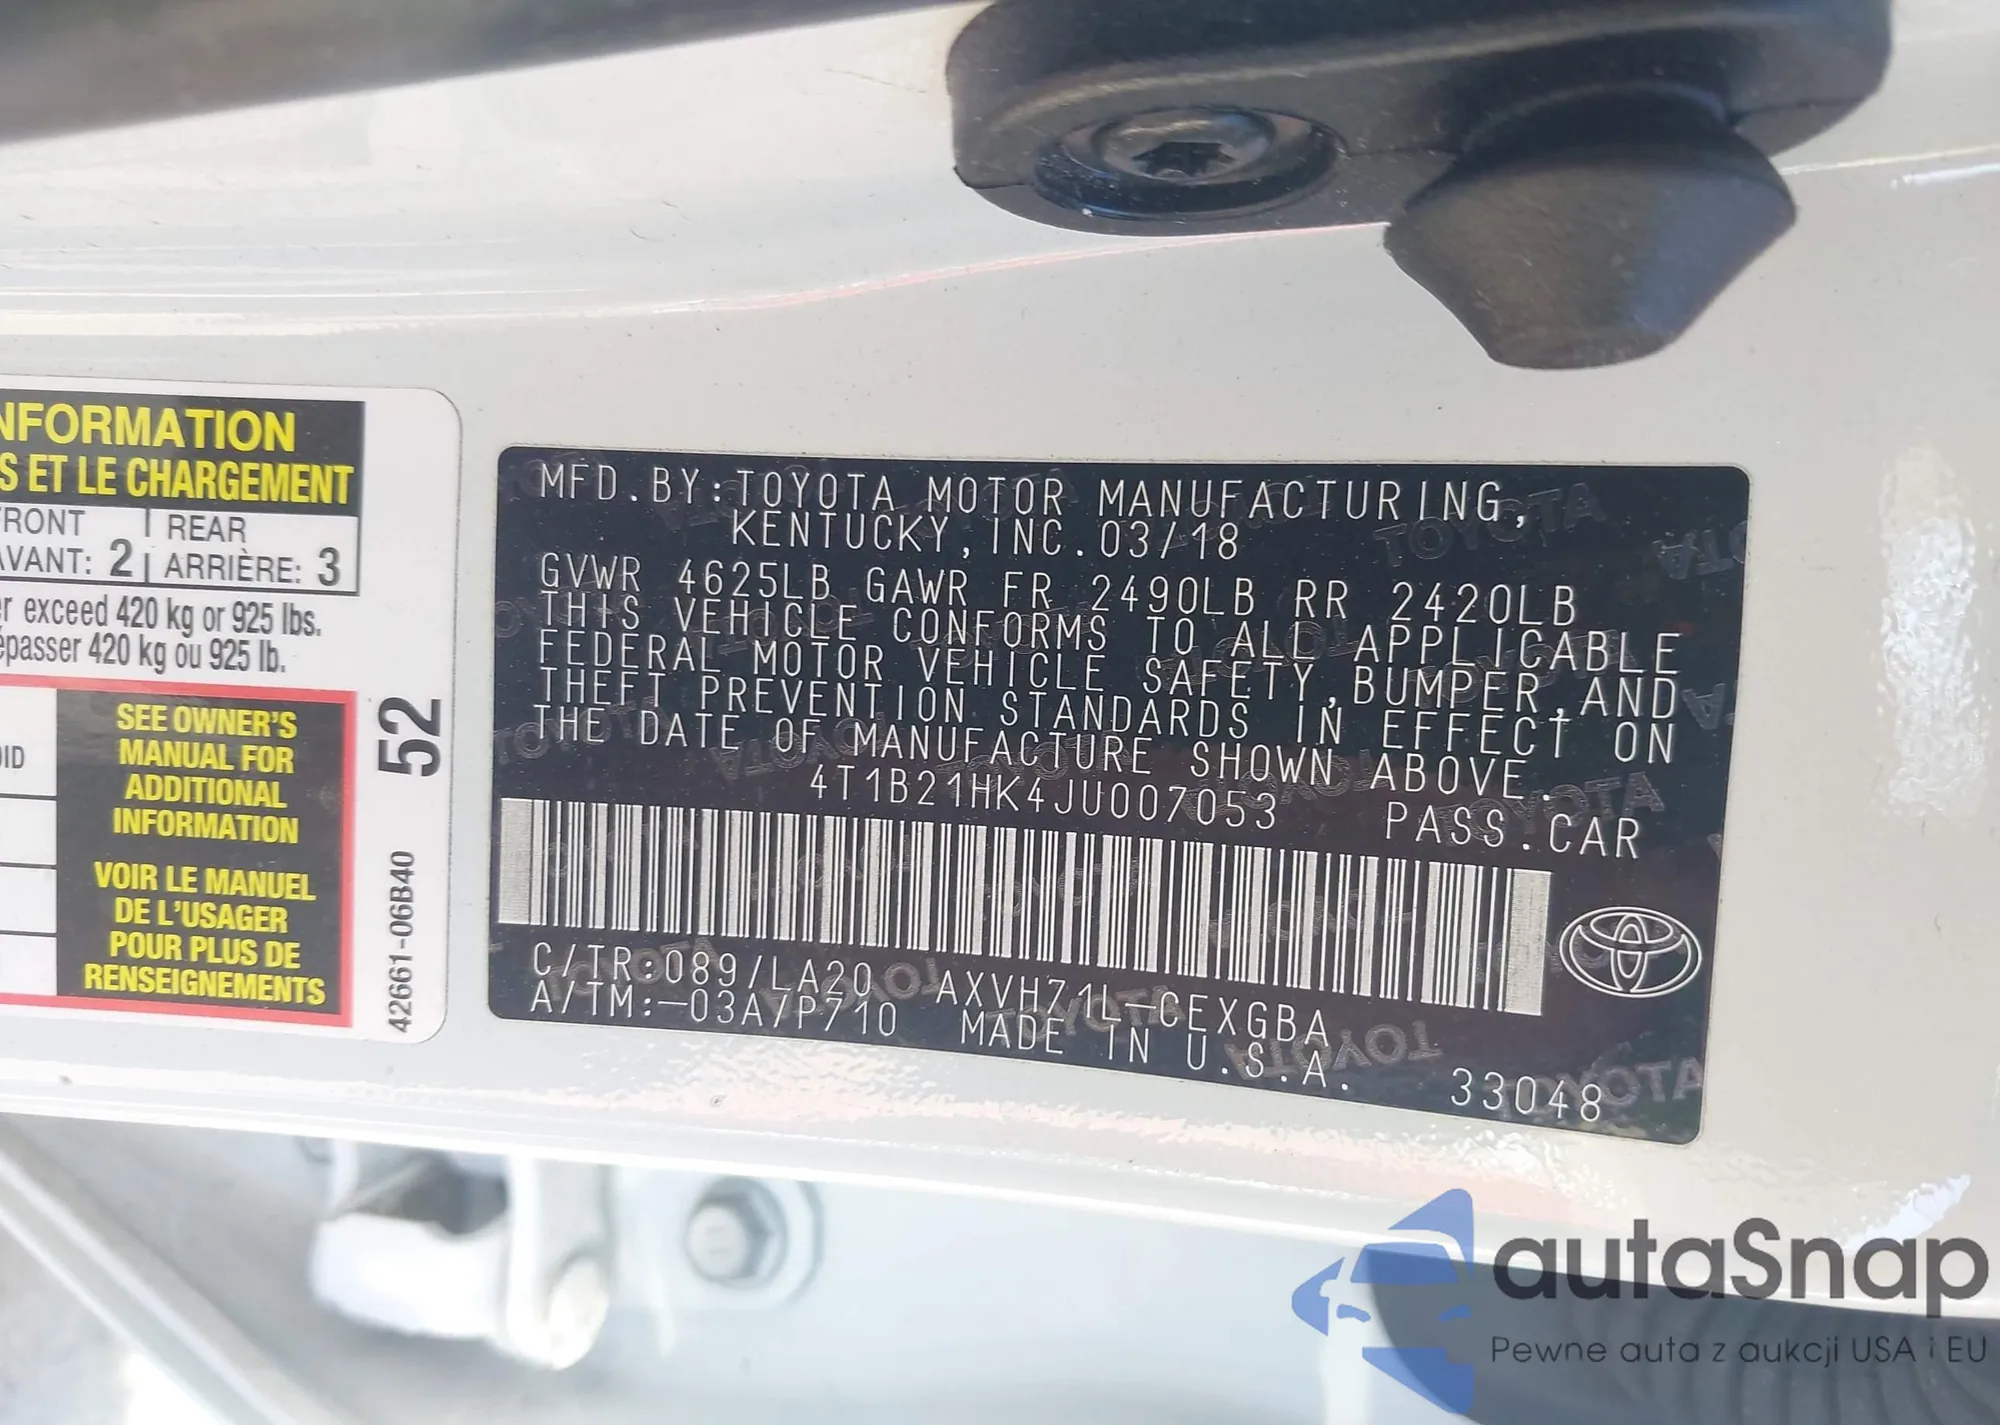 NFORMATION
S ET LE CHARGEMENT
FRONT REAR
AVANT: 2 ARRIÈRE: 3
er exceed 420 kg or 925 lbs.
épasser 420 kg ou 925 lb.
SEE OWNER'S
MANUAL FOR
ADDITIONAL
INFORMATION
VOIR LE MANUEL
DE L'USAGER
POUR PLUS DE
RENSEIGNEMENTS
OID
52
42661-06B40
MFD.BY:TOYOTA MOTOR MANUFACTURING,
KENTUCKY,INC.03/18
GVWR 4625LB GAWR FR 2490LB RR 2420LB
THIS VEHICLE CONFORMS TO ALL APPLICABLE
FEDERAL MOTOR VEHICLE SAFETY,BUMPER,AND
THEFT PREVENTION STANDARDS IN EFFECT ON
THE DATE OF MANUFACTURE SHOWN ABOVE.
4T1B21HK4JU007053 PASS.CAR
C/TR:089/LA20 AXVH71L-CEXGBA
A/TM:-03A/P710 MADE IN U.S.A.
33048
autaSnap
Pewne auta z aukcji USA i EU